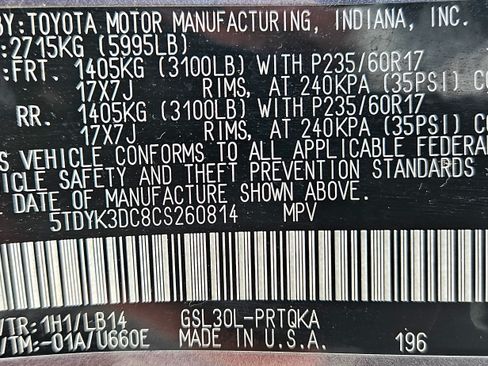 BY: TOYOTA MOTOR MANUFACTURING, INDIANA, INC.
: 2715KG (5995LB)
FRT. 1405KG (3100LB) WITH P235/60R17
17X7J RIMS, AT 240KPA (35PSI) CO
RR. 1405KG (3100LB) WITH P235/60R17
17X7J RIMS, AT 240KPA (35PSI) CO
S VEHICLE CONFORMS TO ALL APPLICABLE FEDERA
ICLE SAFETY AND THEFT PREVENTION STANDARDS
DATE OF MANUFACTURE SHOWN ABOVE.
5TDYK3DC8CS260814 MPV
/TR: 1H1/LB14 GSL30L-PRTQKA
/TM: -01A/U660E MADE IN U.S.A. 196